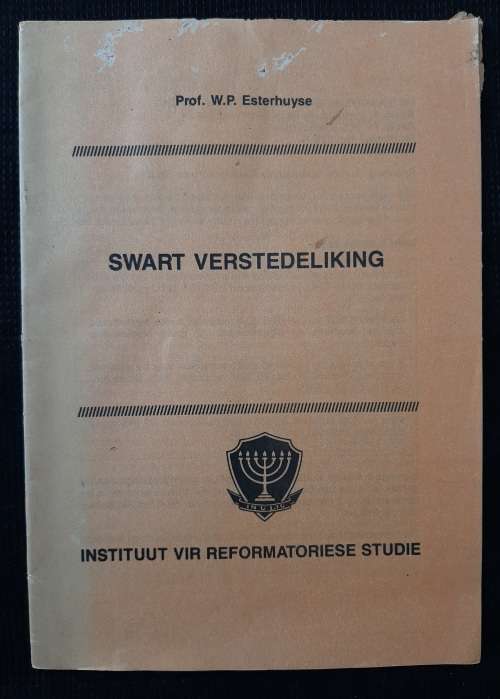 Prof. W.P. Esterhuyse
SWART VERSTEDELIKING
INSTITUUT VIR REFORMATORIESE STUDIE